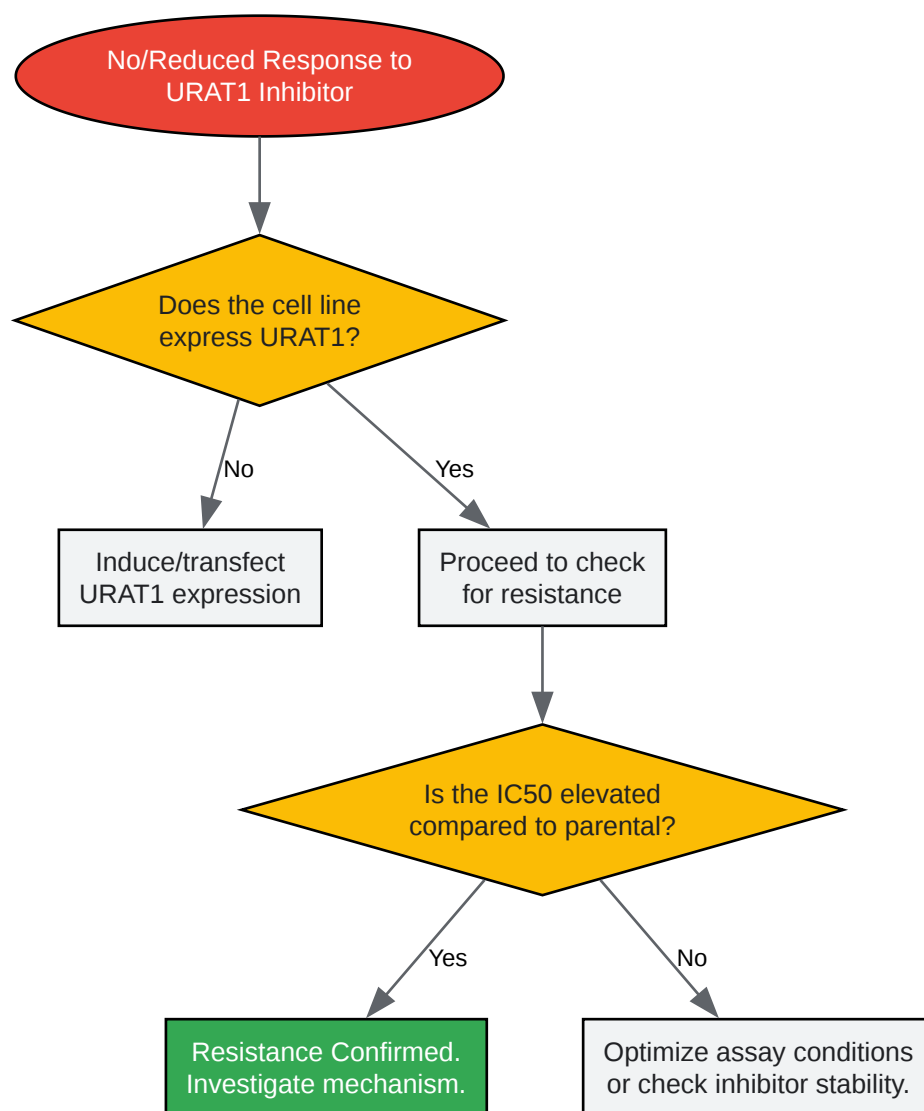 No/Reduced Response to
URAT1 Inhibitor
Does the cell line
express URAT1?
No
Yes
Induce/transfect
URAT1 expression
Proceed to check
for resistance
Is the IC50 elevated
compared to parental?
Yes
No
Resistance Confirmed.
Investigate mechanism.
Optimize assay conditions
or check inhibitor stability.